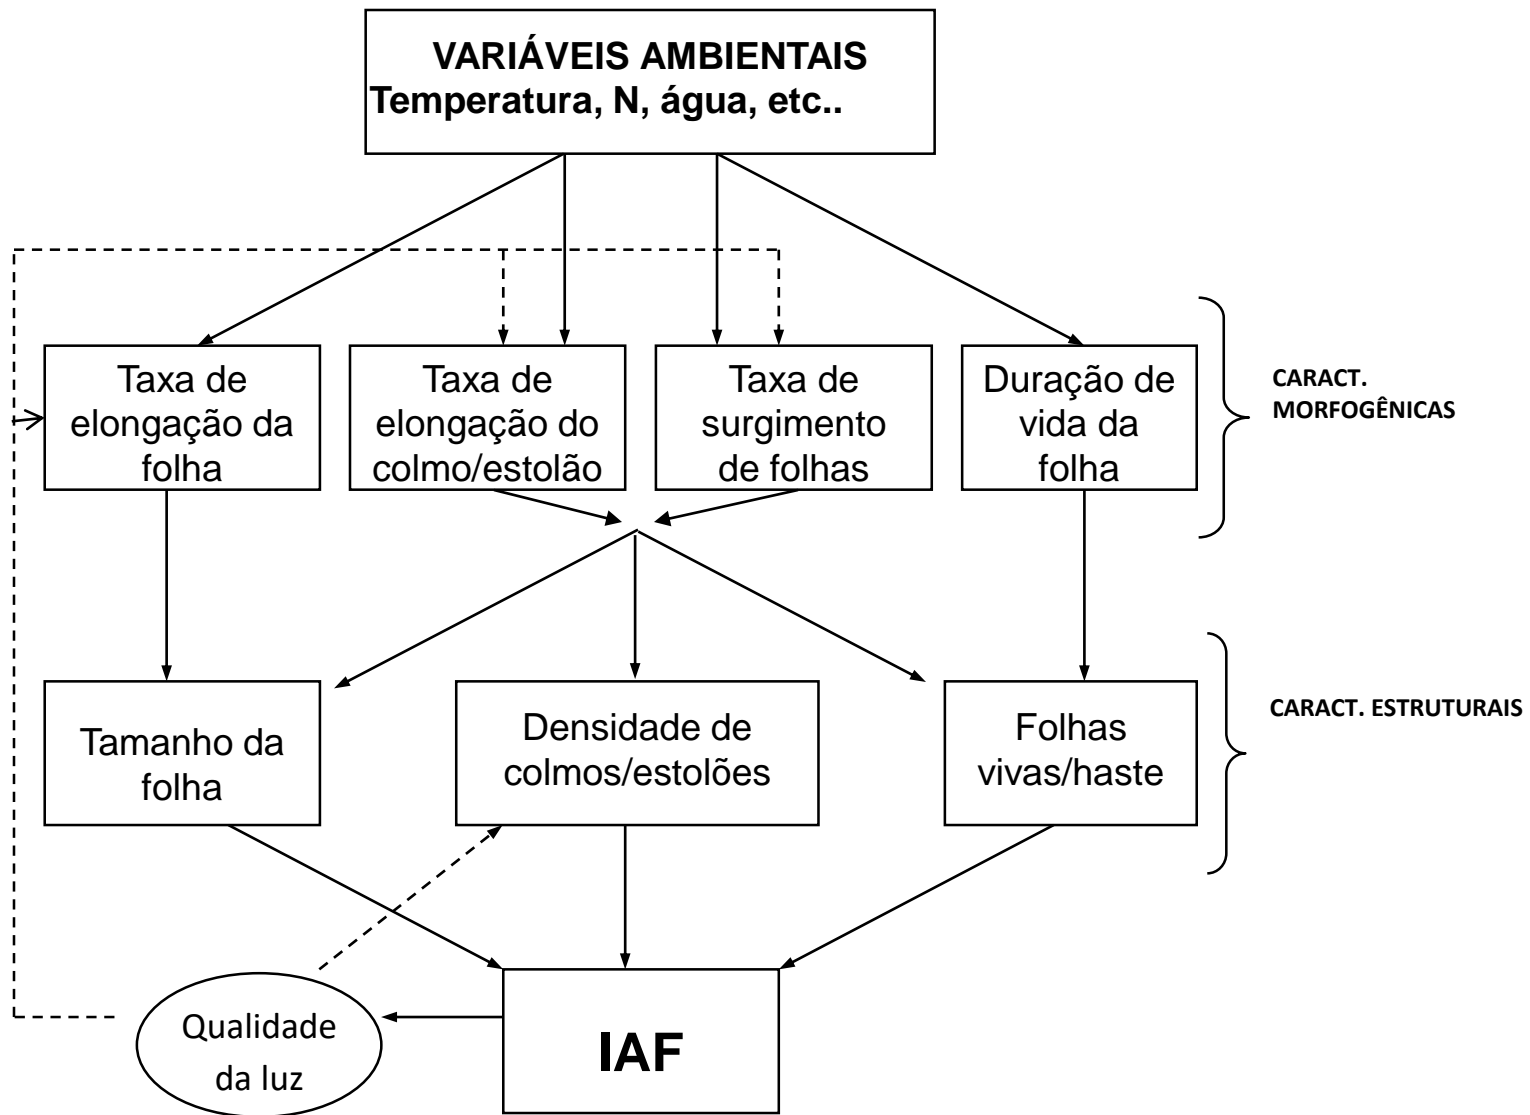 VARIÁVEIS AMBIENTAIS
Temperatura, N, água, etc..
Taxa de
elongação da
folha
Taxa de
elongação do
colmo/estolão
Taxa de
surgimento
de folhas
Duração de
vida da
folha
CARACT.
MORFOGÊNICAS
Tamanho da
folha
Densidade de
colmos/estolões
Folhas
vivas/haste
CARACT. ESTRUTURAIS
Qualidade
da luz
IAF